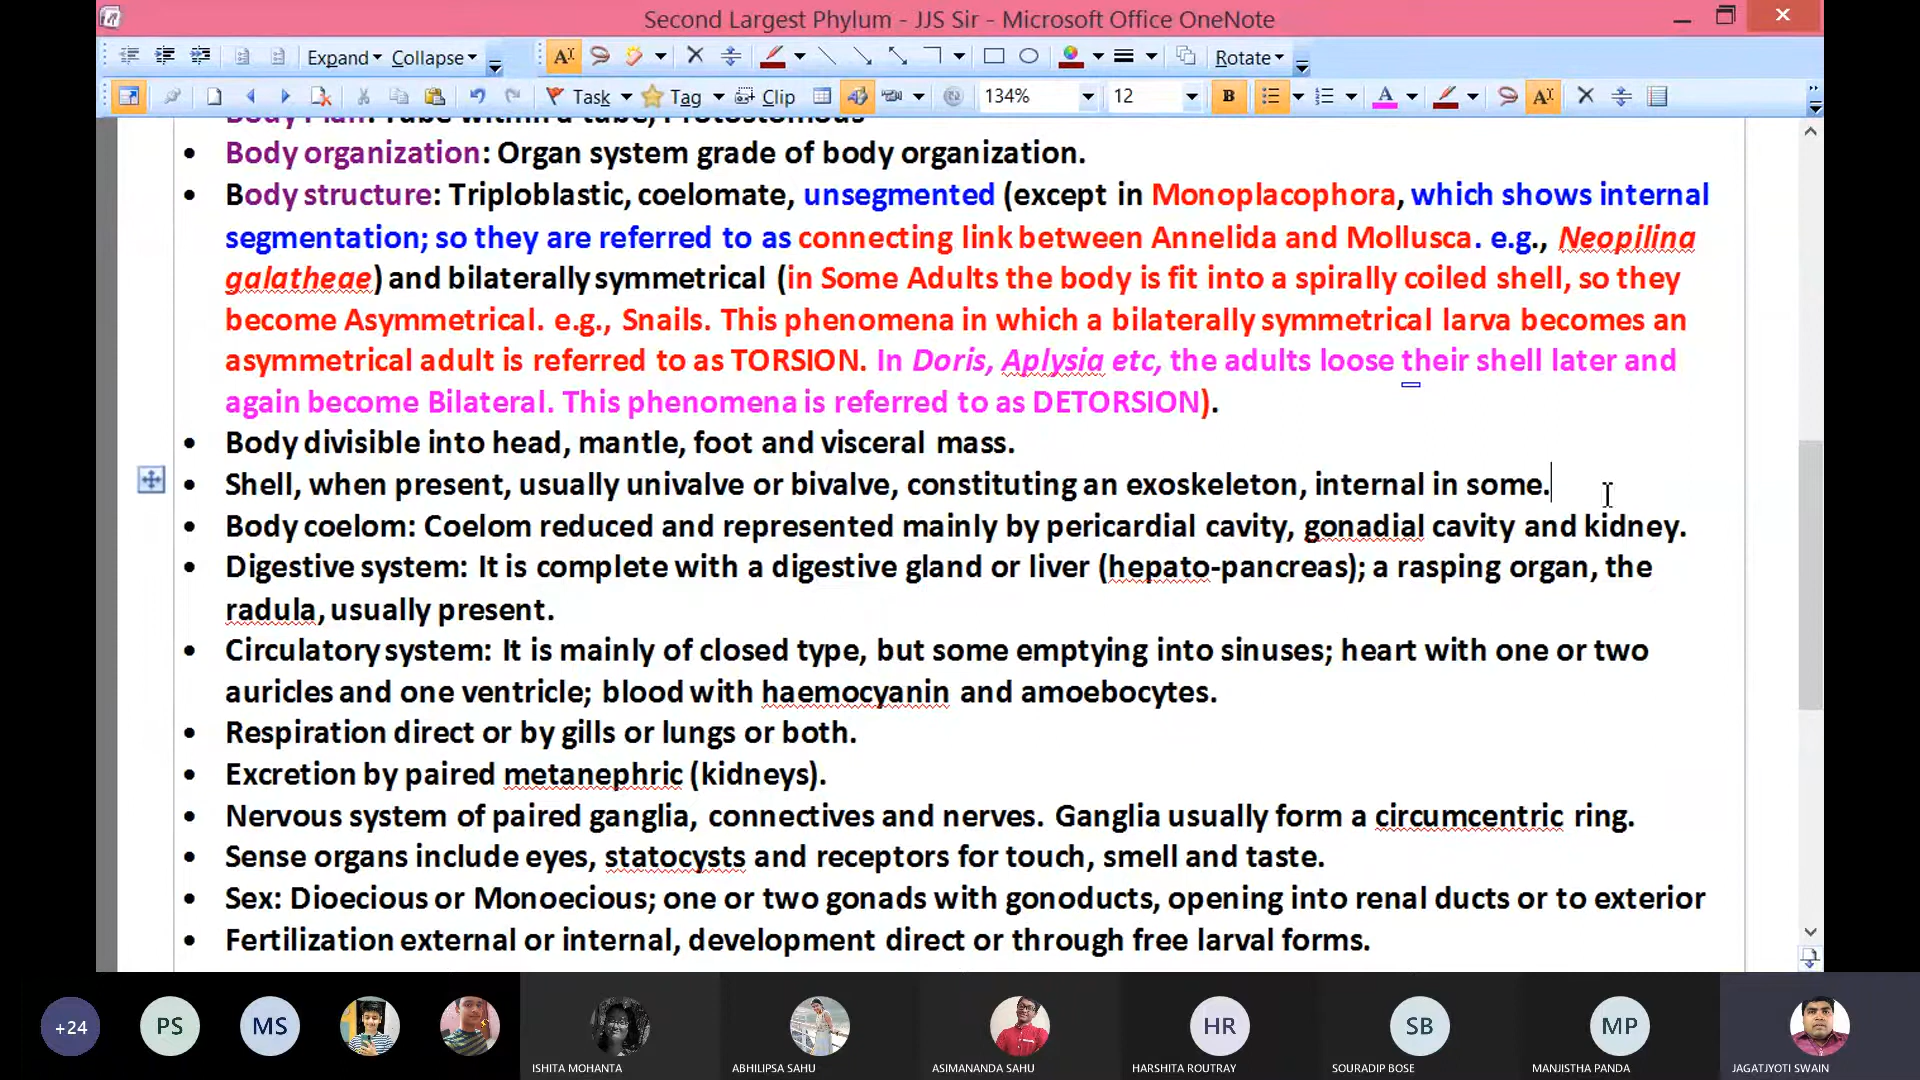 Second Largest Phylum - JJS Sir - Microsoft Office OneNote
Expand Collapse Rotate
Task Tag Clip 134% 12 B
Body Plan: Tube within a tube, Protostomous
• Body organization: Organ system grade of body organization.
• Body structure: Triploblastic, coelomate, unsegmented (except in Monoplacophora, which shows internal
segmentation; so they are referred to as connecting link between Annelida and Mollusca. e.g., Neopilina
galatheae) and bilaterally symmetrical (in Some Adults the body is fit into a spirally coiled shell, so they
become Asymmetrical. e.g., Snails. This phenomena in which a bilaterally symmetrical larva becomes an
asymmetrical adult is referred to as TORSION. In Doris, Aplysia etc, the adults loose their shell later and
again become Bilateral. This phenomena is referred to as DETORSION).
• Body divisible into head, mantle, foot and visceral mass.
• Shell, when present, usually univalve or bivalve, constituting an exoskeleton, internal in some.
• Body coelom: Coelom reduced and represented mainly by pericardial cavity, gonadial cavity and kidney.
• Digestive system: It is complete with a digestive gland or liver (hepato-pancreas); a rasping organ, the
radula, usually present.
• Circulatory system: It is mainly of closed type, but some emptying into sinuses; heart with one or two
auricles and one ventricle; blood with haemocyanin and amoebocytes.
• Respiration direct or by gills or lungs or both.
• Excretion by paired metanephric (kidneys).
• Nervous system of paired ganglia, connectives and nerves. Ganglia usually form a circumcentric ring.
• Sense organs include eyes, statocysts and receptors for touch, smell and taste.
• Sex: Dioecious or Monoecious; one or two gonads with gonoducts, opening into renal ducts or to exterior
• Fertilization external or internal, development direct or through free larval forms.
+24 PS MS HR SB MP
ISHITA MOHANTA ABHILIPSA SAHU ASIMANANDA SAHU HARSHITA ROUTRAY SOURADIP BOSE MANJISTHA PANDA JAGATJYOTI SWAIN